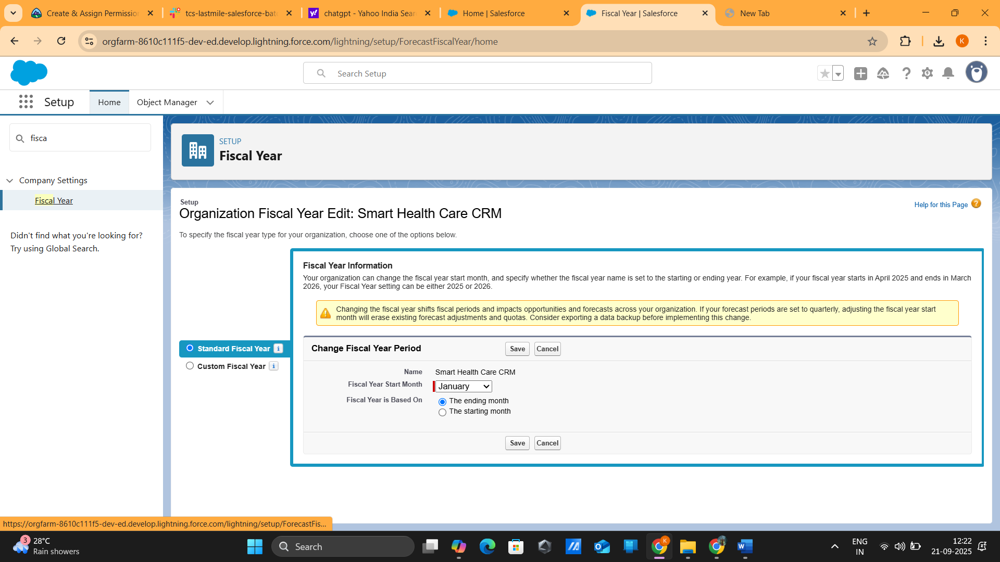 Create & Assign Permissio
tcs-lastmile-salesforce-bat
chatgpt - Yahoo India Sear
Home | Salesforce
Fiscal Year | Salesforce
New Tab
orgfarm-8610c111f5-dev-ed.develop.lightning.force.com/lightning/setup/ForecastFiscalYear/home
K
Search Setup
Setup
Home
Object Manager
fisca
SETUP
Fiscal Year
Company Settings
Fiscal Year
Didn't find what you're looking for?
Try using Global Search.
Setup
Organization Fiscal Year Edit: Smart Health Care CRM
Help for this Page
To specify the fiscal year type for your organization, choose one of the options below.
Fiscal Year Information
Your organization can change the fiscal year start month, and specify whether the fiscal year name is set to the starting or ending year. For example, if your fiscal year starts in April 2025 and ends in March
2026, your Fiscal Year setting can be either 2025 or 2026.
Changing the fiscal year shifts fiscal periods and impacts opportunities and forecasts across your organization. If your forecast periods are set to quarterly, adjusting the fiscal year start
month will erase existing forecast adjustments and quotas. Consider exporting a data backup before implementing this change.
Standard Fiscal Year
Custom Fiscal Year
Change Fiscal Year Period
Save
Cancel
Name Smart Health Care CRM
Fiscal Year Start Month January
Fiscal Year is Based On The ending month
The starting month
Save
Cancel
https://orgfarm-8610c111f5-dev-ed.develop.lightning.force.com/lightning/setup/ForecastFis...
3
28°C
Rain showers
Search
K
ENG
IN
12:22
21-09-2025